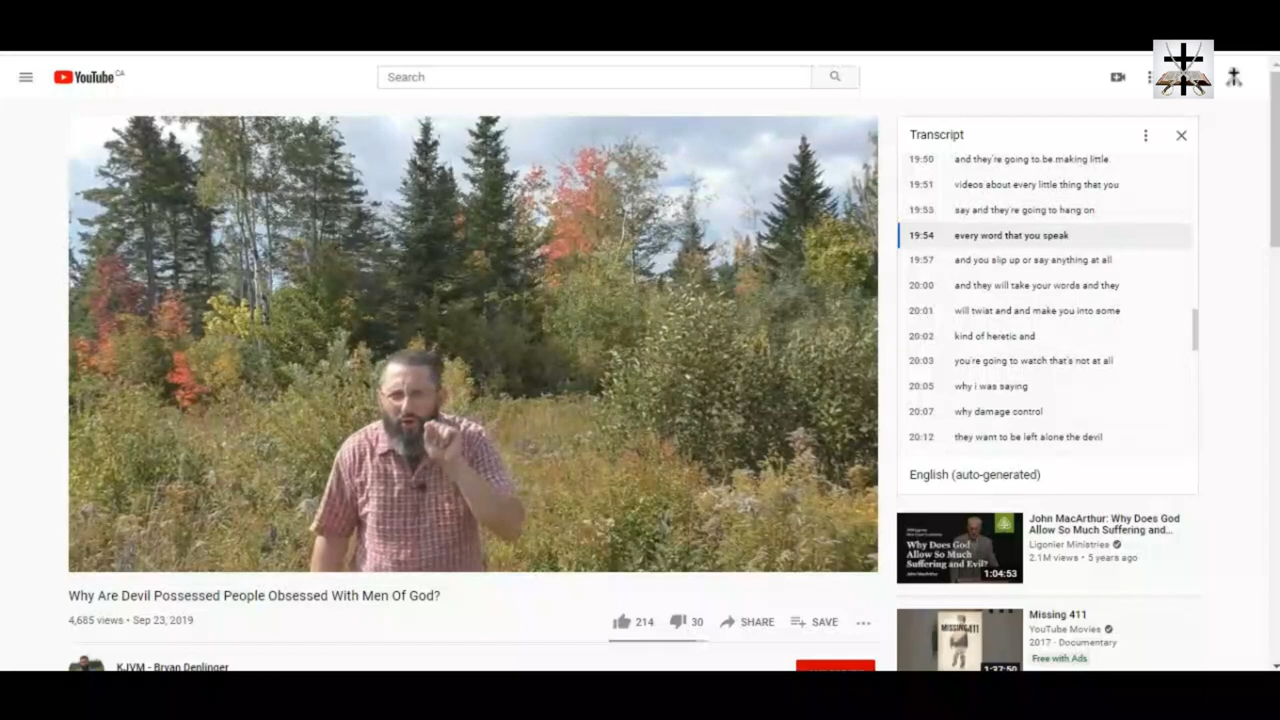 YouTube CA
Search
Transcript
19:50 and they're going to be making little
19:51 videos about every little thing that you
19:53 say and they're going to hang on
19:54 every word that you speak
19:57 and you slip up or say anything at all
20:00 and they will take your words and they
20:01 will twist and and make you into some
20:02 kind of heretic and
20:03 you're going to watch that's not at all
20:05 why i was saying
20:07 why damage control
20:12 they want to be left alone the devil
English (auto-generated)
Why Does God
Allow So Much
Suffering and Evil?
1:04:53
John MacArthur: Why Does God
Allow So Much Suffering and...
Ligonier Ministries
2.1M views • 5 years ago
MISSING 411
1:37:50
Missing 411
YouTube Movies
2017 • Documentary
Free with Ads
Why Are Devil Possessed People Obsessed With Men Of God?
4,685 views • Sep 23, 2019
214 30 SHARE SAVE
KJVM - Bryan Denlinger